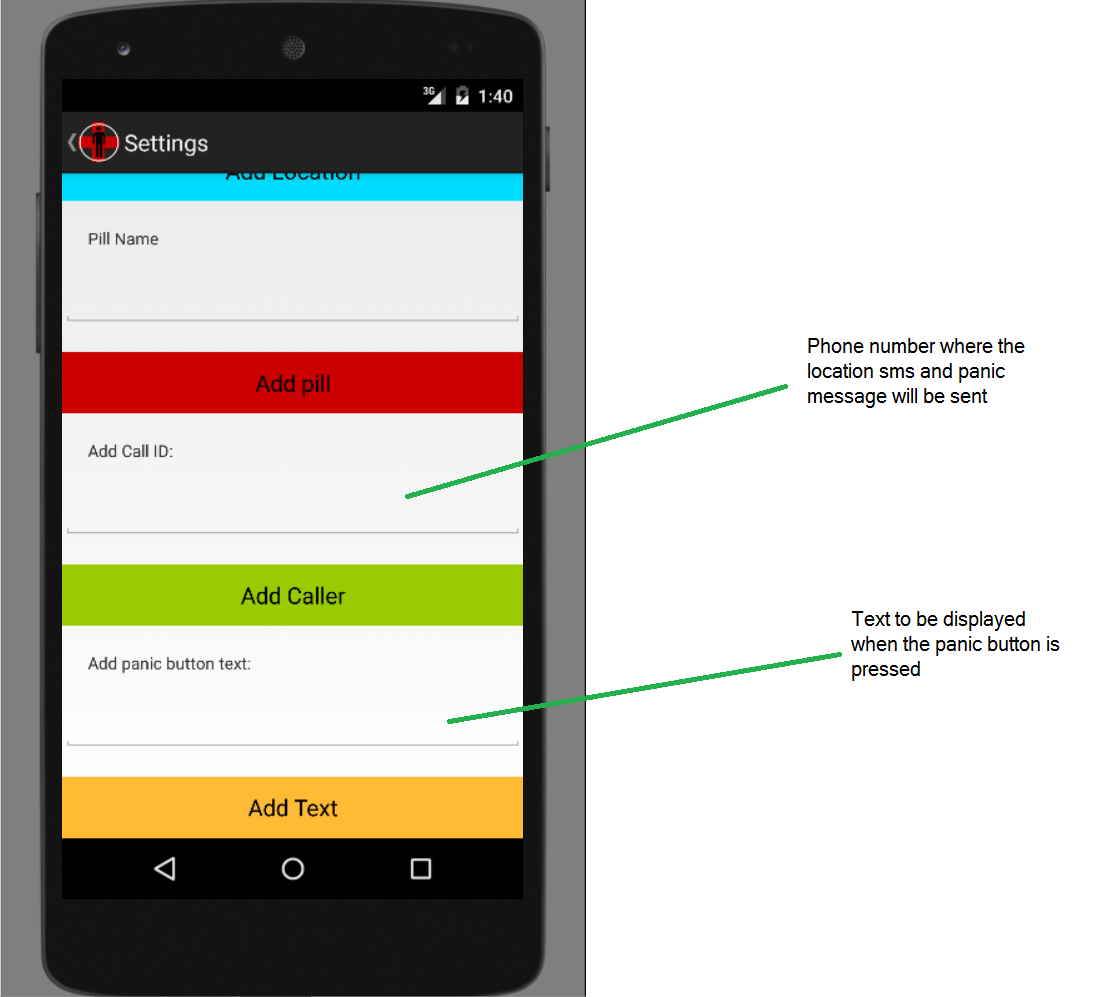 3G 1:40
Settings
Add Location
Pill Name
Add pill
Add Call ID:
Add Caller
Add panic button text:
Add Text
Phone number where the
location sms and panic
message will be sent
Text to be displayed
when the panic button is
pressed